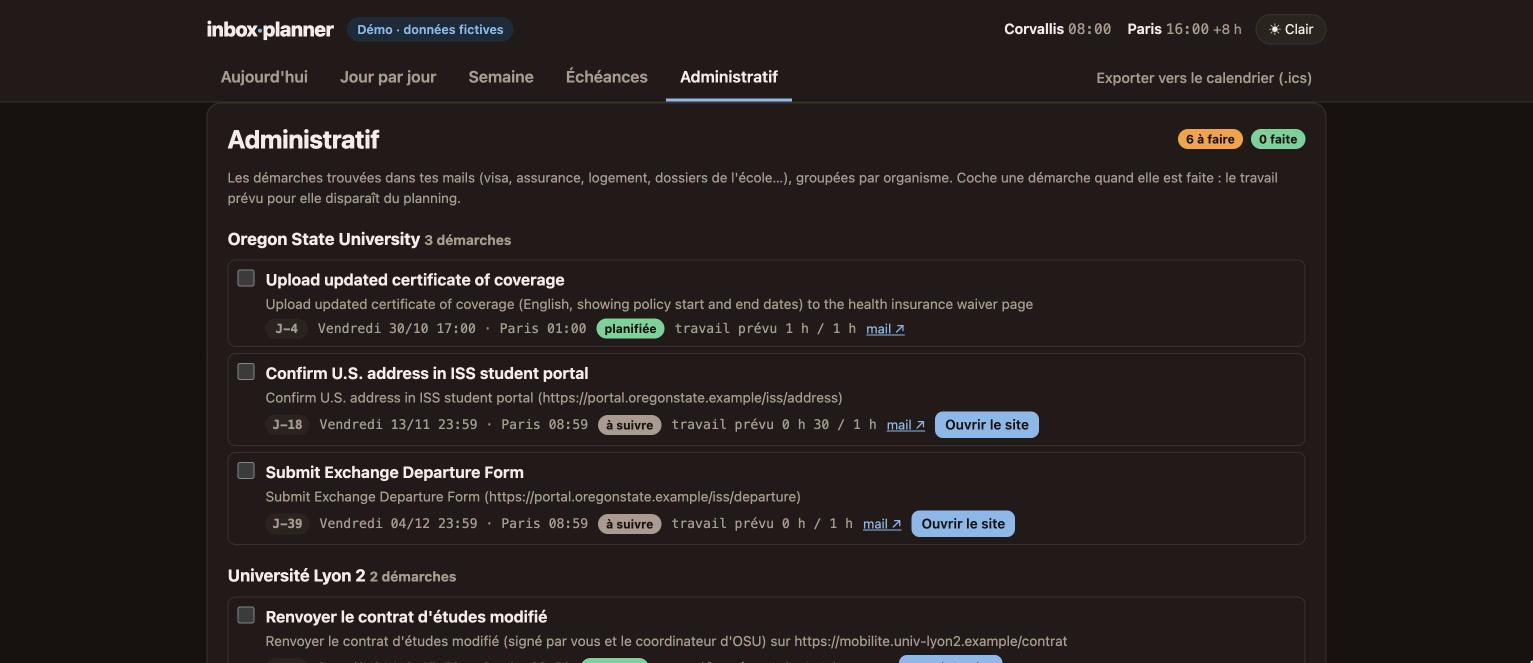 inbox·planner Démo · données fictives Corvallis 08:00 Paris 16:00 +8 h ☀ Clair
Aujourd'hui Jour par jour Semaine Échéances Administratif Exporter vers le calendrier (.ics)
Administratif 6 à faire 0 faite
Les démarches trouvées dans tes mails (visa, assurance, logement, dossiers de l'école…), groupées par organisme. Coche une démarche quand elle est faite : le travail
prévu pour elle disparaît du planning.
Oregon State University 3 démarches
Upload updated certificate of coverage
Upload updated certificate of coverage (English, showing policy start and end dates) to the health insurance waiver page
J−4 Vendredi 30/10 17:00 · Paris 01:00 planifiée travail prévu 1 h / 1 h mail ↗
Confirm U.S. address in ISS student portal
Confirm U.S. address in ISS student portal (https://portal.oregonstate.example/iss/address)
J−18 Vendredi 13/11 23:59 · Paris 08:59 à suivre travail prévu 0 h 30 / 1 h mail ↗ Ouvrir le site
Submit Exchange Departure Form
Submit Exchange Departure Form (https://portal.oregonstate.example/iss/departure)
J−39 Vendredi 04/12 23:59 · Paris 08:59 à suivre travail prévu 0 h / 1 h mail ↗ Ouvrir le site
Université Lyon 2 2 démarches
Renvoyer le contrat d'études modifié
Renvoyer le contrat d'études modifié (signé par vous et le coordinateur d'OSU) sur https://mobilite.univ-lyon2.example/contrat